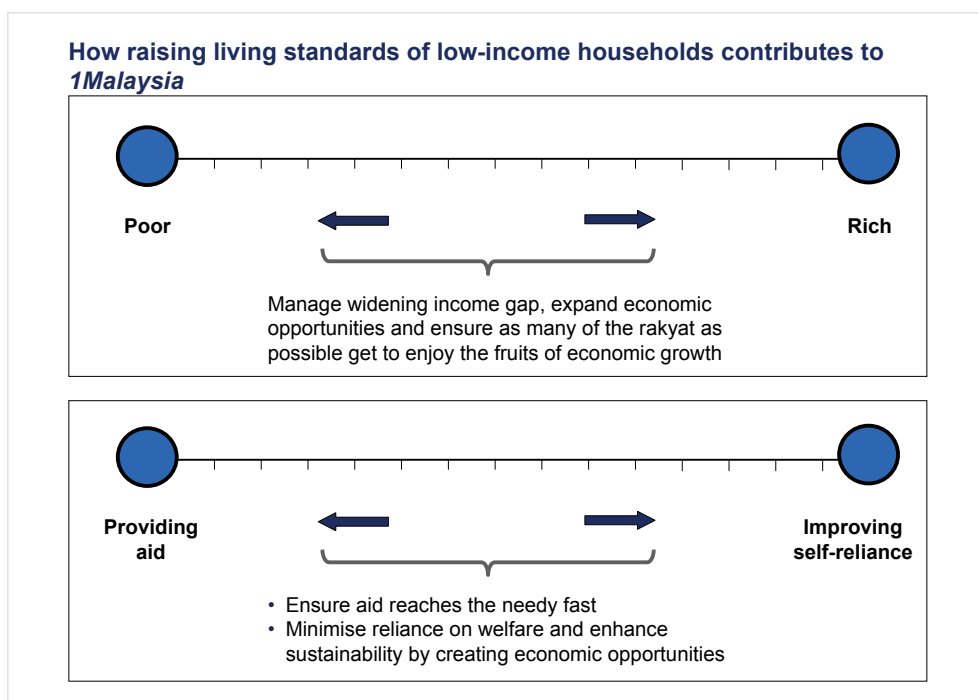 How raising living standards of low-income households contributes to
1Malaysia
Poor
Rich
Manage widening income gap, expand economic
opportunities and ensure as many of the rakyat as
possible get to enjoy the fruits of economic growth
Providing
aid
Improving
self-reliance
• Ensure aid reaches the needy fast
• Minimise reliance on welfare and enhance
sustainability by creating economic opportunities